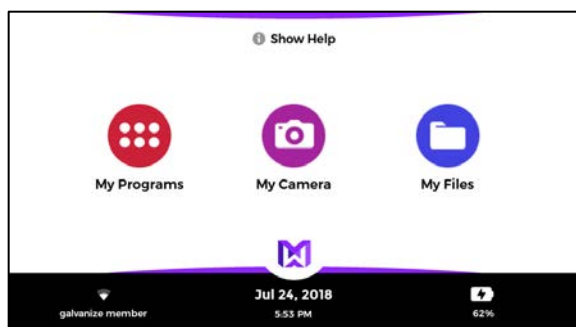 Show Help
My Programs
My Camera
My Files
Jul 24, 2018
galvanize member
5:53 PM
62%